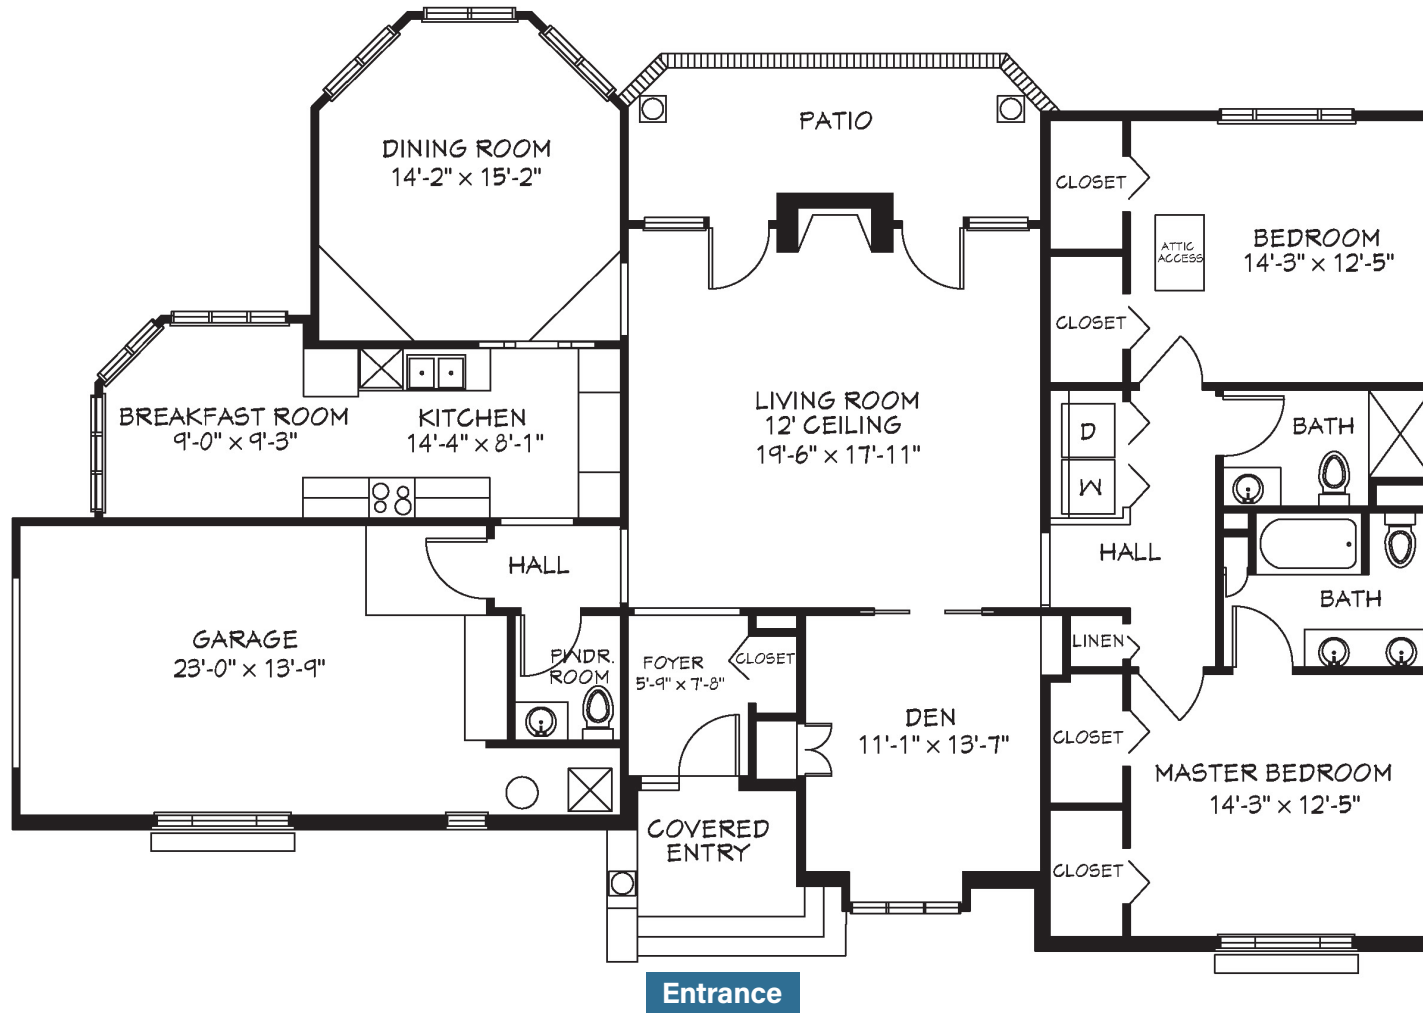 DINING ROOM
14'-2" x 15'-2"
PATIO
CLOSET
ATTIC
ACCESS
BEDROOM
14'-3" x 12'-5"
CLOSET
BREAKFAST ROOM
9'-0" x 9'-3"
KITCHEN
14'-4" x 8'-1"
LIVING ROOM
12' CEILING
19'-6" x 17'-11"
D
W
BATH
HALL
HALL
BATH
GARAGE
23'-0" x 13'-9"
PWDR.
ROOM
FOYER
5'-9" x 7'-8"
CLOSET
LINEN
DEN
11'-1" x 13'-7"
CLOSET
MASTER BEDROOM
14'-3" x 12'-5"
COVERED
ENTRY
CLOSET
Entrance